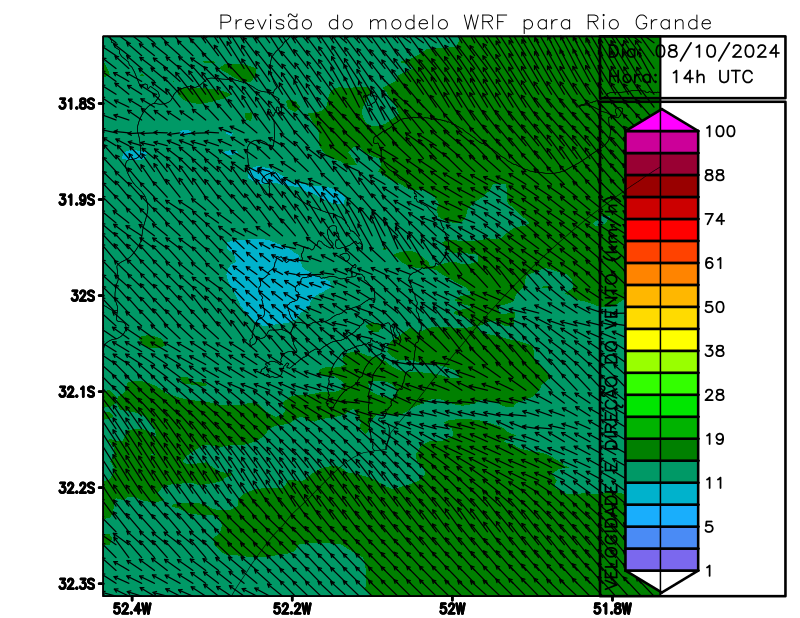 Previsão do modelo WRF para Rio Grande
Dia: 08/10/2024
Hora: 14h UTC
31.8S
31.9S
32S
32.1S
32.2S
32.3S
52.4W
52.2W
52W
51.8W
VELOCIDADE E DIREÇÃO DO VENTO (km/h)
100
88
74
61
50
38
28
19
11
5
1